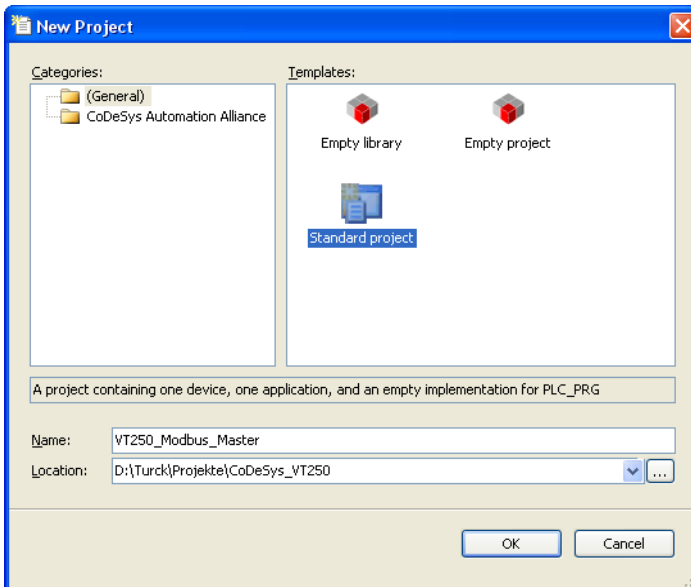 New Project
Categories:
Templates:
(General)
CoDeSys Automation Alliance
Empty library
Empty project
Standard project
A project containing one device, one application, and an empty implementation for PLC_PRG
Name:
VT250_Modbus_Master
Location:
D:\Turck\Projekte\CoDeSys_VT250
...
OK
Cancel